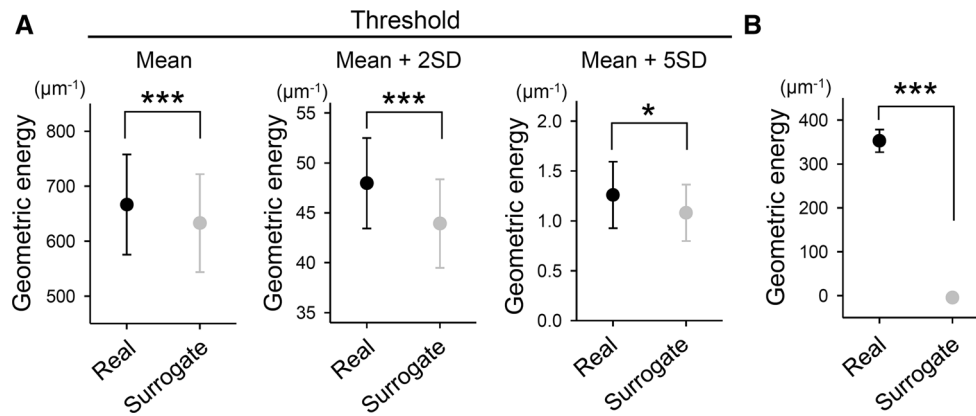 A
Threshold
B
Mean
Mean + 2SD
Mean + 5SD
(µm⁻¹)
***
Geometric energy
800
700
600
500
Real
Surrogate
(µm⁻¹)
***
Geometric energy
55
50
45
40
35
Real
Surrogate
(µm⁻¹)
*
Geometric energy
2.0
1.5
1.0
0.5
0.0
Real
Surrogate
(µm⁻¹)
***
Geometric energy
400
300
400
100
0
Real
Surrogate